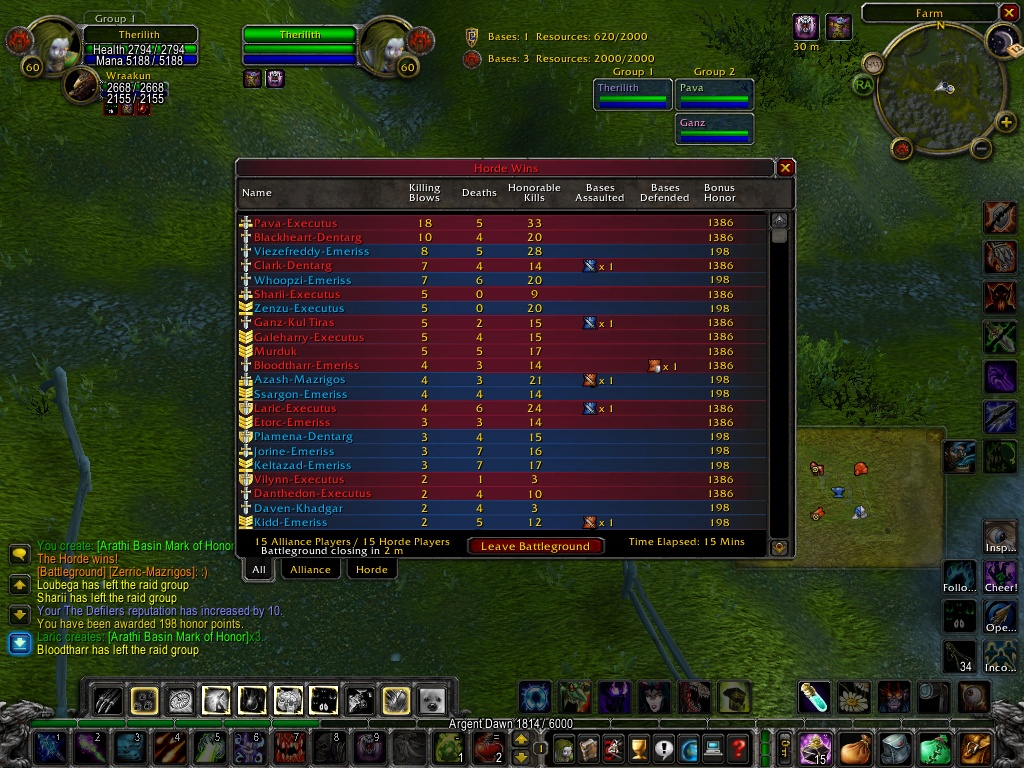 Group 1
Therilith
Health 2794 / 2794
Mana 5188 / 5188
60
Wraakun
2668 / 2668
2155 / 2155
Therilith
60
Bases: 1 Resources: 620/2000
Bases: 3 Resources: 2000/2000
Group 1
Group 2
Therilith
Pava
Ganz
30 m
Farm
N
RA
Horde Wins
Name Killing Blows Deaths Honorable Kills Bases Assaulted Bases Defended Bonus Honor
Pava-Executus 18 5 33 1386
Blackheart-Dentarg 10 4 20 1386
Viezefreddy-Emeriss 8 5 28 198
Clark-Dentarg 7 4 14 x 1 1386
Whoopzi-Emeriss 7 6 20 198
Sharii-Executus 5 0 9 1386
Zenzu-Executus 5 0 20 198
Ganz-Kul Tiras 5 2 15 x 1 1386
Galeharry-Executus 5 4 15 1386
Murduk 5 5 17 1386
Bloodtharr-Emeriss 4 3 14 x 1 1386
Azash-Mazrigos 4 3 21 x 1 198
Ssargon-Emeriss 4 4 14 198
Laric-Executus 4 6 24 x 1 1386
Etorc-Emeriss 3 3 14 1386
Plamena-Dentarg 3 4 15 198
Jorine-Emeriss 3 7 16 198
Keltazad-Emeriss 3 7 17 198
Vilynn-Executus 2 1 3 1386
Danthedon-Executus 2 4 10 1386
Daven-Khadgar 2 4 3 198
Kidd-Emeriss 2 5 12 x 1 198
15 Alliance Players / 15 Horde Players
Battleground closing in 2 m
Leave Battleground
Time Elapsed: 15 Mins
All
Alliance
Horde
You create: [Arathi Basin Mark of Honor
The Horde wins!
[Battleground] [Zerric-Mazrigos]: :)
Loubega has left the raid group
Sharii has left the raid group
Your The Defilers reputation has increased by 10.
You have been awarded 198 honor points.
Laric creates: [Arathi Basin Mark of Honor]x3.
Bloodtharr has left the raid group
Insp...
Follo...
Cheer!
Ope...
34
Inco...
Argent Dawn 1814 / 6000
1
2
3
4
5
6
7
8
9
1
2
1
15